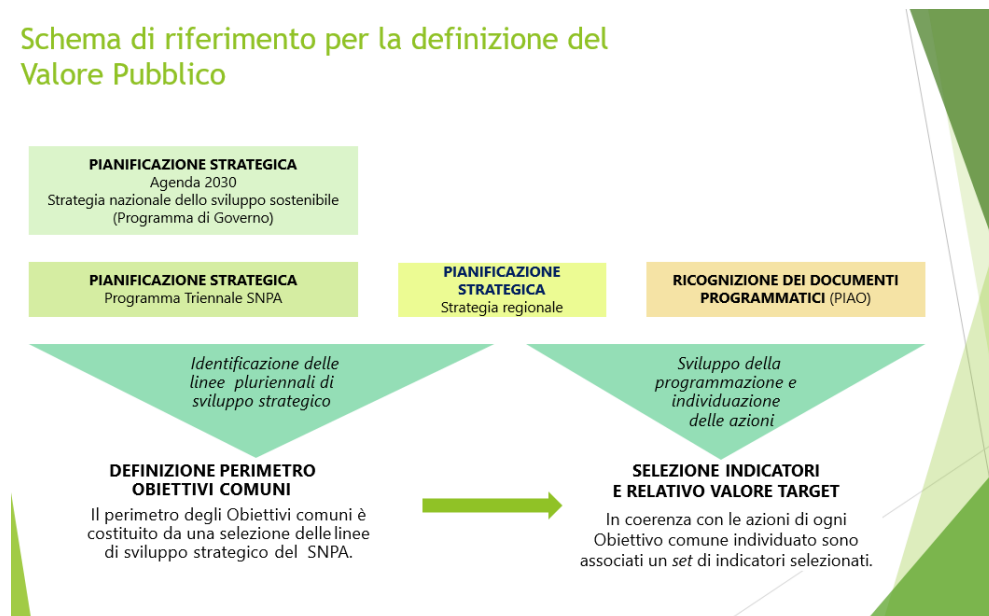 Schema di riferimento per la definizione del
Valore Pubblico
PIANIFICAZIONE STRATEGICA
Agenda 2030
Strategia nazionale dello sviluppo sostenibile
(Programma di Governo)
PIANIFICAZIONE STRATEGICA
Programma Triennale SNPA
PIANIFICAZIONE
STRATEGICA
Strategia regionale
RICOGNIZIONE DEI DOCUMENTI
PROGRAMMATICI (PIAO)
Identificazione delle
linee pluriennali di
sviluppo strategico
Sviluppo della
programmazione e
individuazione
delle azioni
DEFINIZIONE PERIMETRO
OBIETTIVI COMUNI
Il perimetro degli Obiettivi comuni è
costituito da una selezione delle linee
di sviluppo strategico del SNPA.
SELEZIONE INDICATORI
E RELATIVO VALORE TARGET
In coerenza con le azioni di ogni
Obiettivo comune individuato sono
associati un set di indicatori selezionati.